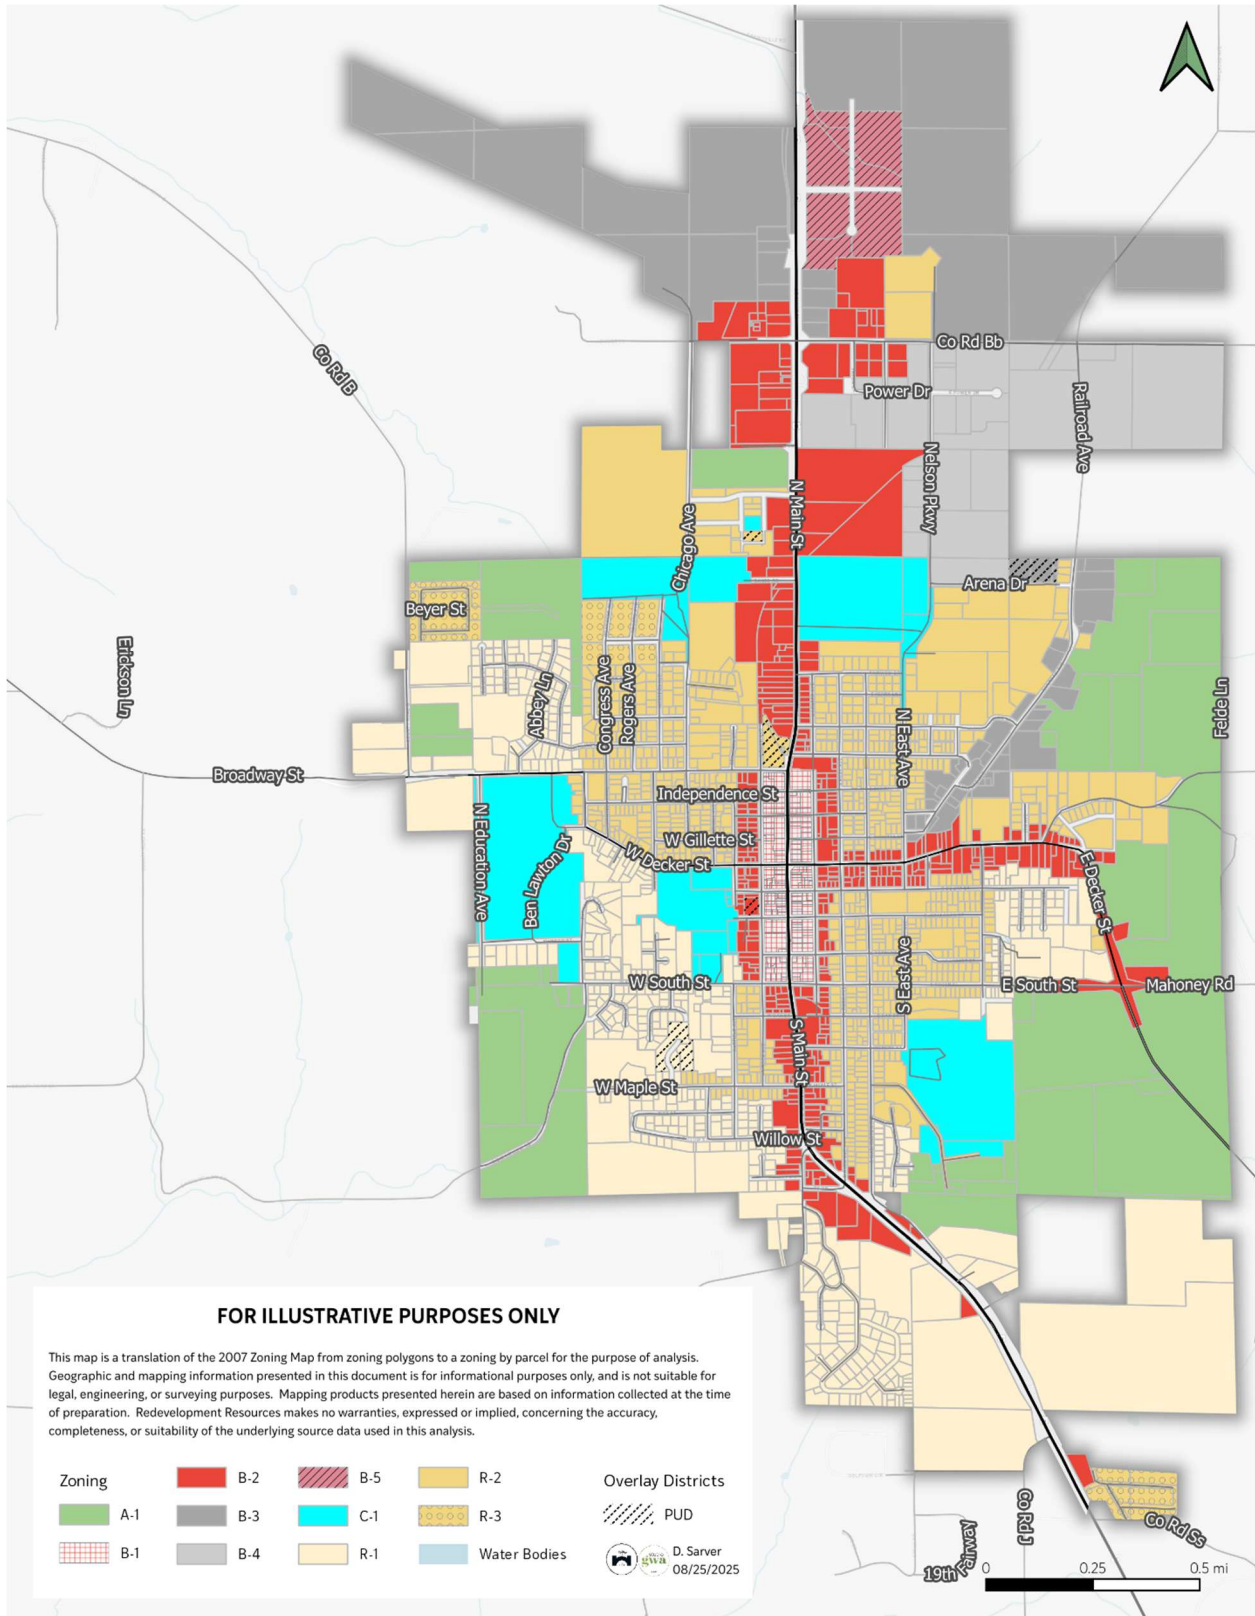 Co Rd B
Co Rd Bb
Power Dr
Railroad Ave
Nelson Pkwy
N Main St
Chicago Ave
Arena Dr
Beyer St
Erickson Ln
Abbey Ln
Congress Ave
Rogers Ave
N East Ave
Felde Ln
Broadway St
Independence St
N Education Ave
Ben Lawton Dr
W Gillette St
W Decker St
E Decker St
S East Ave
W South St
E South St
Mahoney Rd
S Main St
W Maple St
Willow St
FOR ILLUSTRATIVE PURPOSES ONLY
This map is a translation of the 2007 Zoning Map from zoning polygons to a zoning by parcel for the purpose of analysis.
Geographic and mapping information presented in this document is for informational purposes only, and is not suitable for
legal, engineering, or surveying purposes. Mapping products presented herein are based on information collected at the time
of preparation. Redevelopment Resources makes no warranties, expressed or implied, concerning the accuracy,
completeness, or suitability of the underlying source data used in this analysis.
Zoning
A-1
B-1
B-2
B-3
B-4
B-5
C-1
R-1
R-2
R-3
Water Bodies
Overlay Districts
PUD
gwa
D. Sarver
08/25/2025
Co Rd J
Co Rd Ss
19th
Fairway
0 0.25 0.5 mi